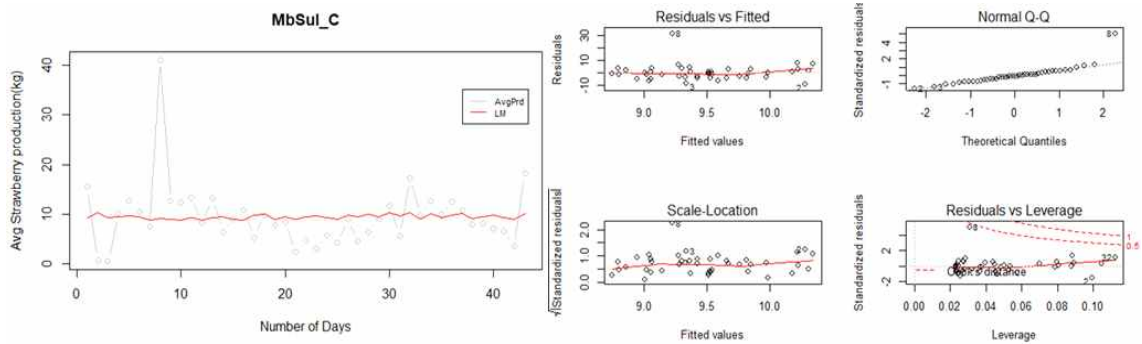 MbSul_C
Avg Strawberry production(kg)
40
30
20
10
0
AvgPrd
LM
0 10 20 30 40
Number of Days
Residuals vs Fitted
Residuals
30
10
-10
8
3
2
9.0 9.5 10.0
Fitted values
Normal Q-Q
Standardized residuals
4
2
-1
8
2
3
-2 -1 0 1 2
Theoretical Quantiles
Scale-Location
√|Standardized residuals|
2.0
1.0
0.0
8
3
2
9.0 9.5 10.0
Fitted values
Residuals vs Leverage
Standardized residuals
2
-2
8
1
0.5
32
2
Cook's distance
0.00 0.02 0.04 0.06 0.08 0.10
Leverage